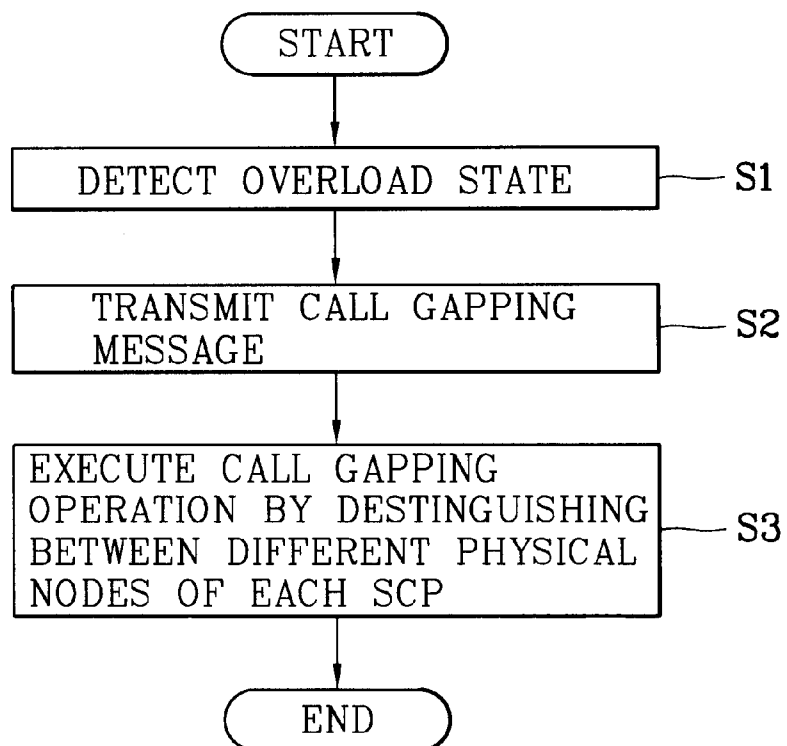 START
DETECT OVERLOAD STATE
S1
TRANSMIT CALL GAPPING
MESSAGE
S2
EXECUTE CALL GAPPING
OPERATION BY DESTINGUISHING
BETWEEN DIFFERENT PHYSICAL
NODES OF EACH SCP
S3
END